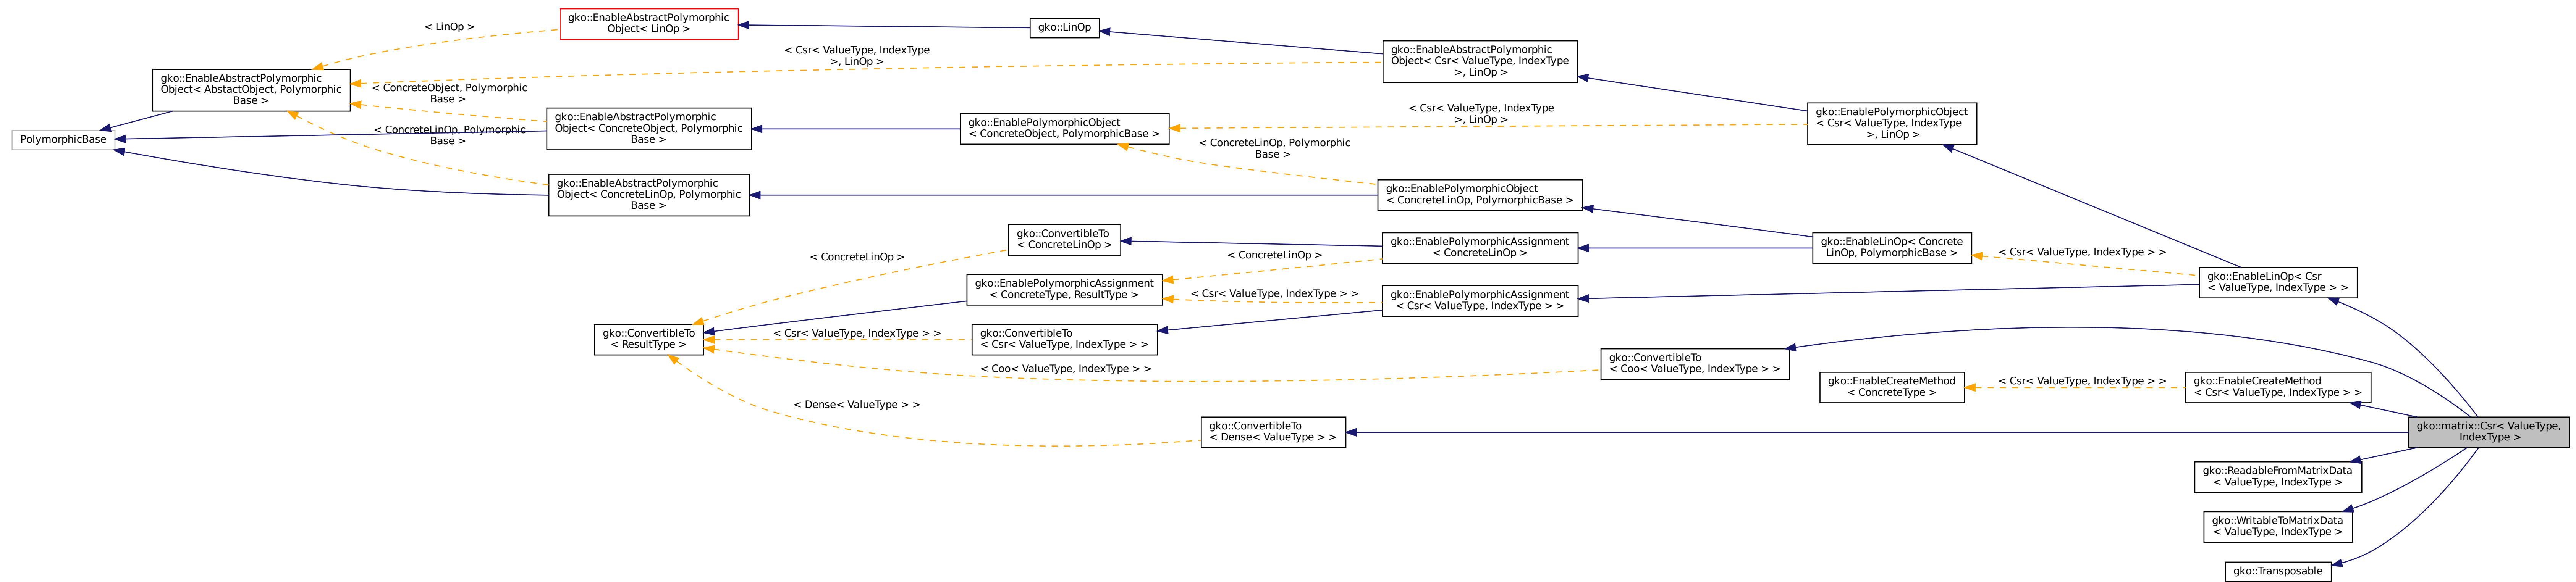 PolymorphicBase
gko::EnableAbstractPolymorphic
Object< AbstactObject, Polymorphic
Base >
< LinOp >
gko::EnableAbstractPolymorphic
Object< LinOp >
gko::LinOp
< Csr< ValueType, IndexType
>, LinOp >
gko::EnableAbstractPolymorphic
Object< Csr< ValueType, IndexType
>, LinOp >
< ConcreteObject, Polymorphic
Base >
gko::EnableAbstractPolymorphic
Object< ConcreteObject, Polymorphic
Base >
gko::EnablePolymorphicObject
< ConcreteObject, PolymorphicBase >
< Csr< ValueType, IndexType
>, LinOp >
gko::EnablePolymorphicObject
< Csr< ValueType, IndexType
>, LinOp >
< ConcreteLinOp, Polymorphic
Base >
< ConcreteLinOp, Polymorphic
Base >
gko::EnableAbstractPolymorphic
Object< ConcreteLinOp, Polymorphic
Base >
gko::EnablePolymorphicObject
< ConcreteLinOp, PolymorphicBase >
gko::ConvertibleTo
< ConcreteLinOp >
gko::EnablePolymorphicAssignment
< ConcreteLinOp >
gko::EnableLinOp< Concrete
LinOp, PolymorphicBase >
< Csr< ValueType, IndexType > >
gko::EnableLinOp< Csr
< ValueType, IndexType > >
< ConcreteLinOp >
< ConcreteLinOp >
gko::EnablePolymorphicAssignment
< ConcreteType, ResultType >
< Csr< ValueType, IndexType > >
gko::EnablePolymorphicAssignment
< Csr< ValueType, IndexType > >
gko::ConvertibleTo
< ResultType >
< Csr< ValueType, IndexType > >
gko::ConvertibleTo
< Csr< ValueType, IndexType > >
< Coo< ValueType, IndexType > >
gko::ConvertibleTo
< Coo< ValueType, IndexType > >
gko::EnableCreateMethod
< ConcreteType >
< Csr< ValueType, IndexType > >
gko::EnableCreateMethod
< Csr< ValueType, IndexType > >
< Dense< ValueType > >
gko::ConvertibleTo
< Dense< ValueType > >
gko::matrix::Csr< ValueType,
IndexType >
gko::ReadableFromMatrixData
< ValueType, IndexType >
gko::WritableToMatrixData
< ValueType, IndexType >
gko::Transposable